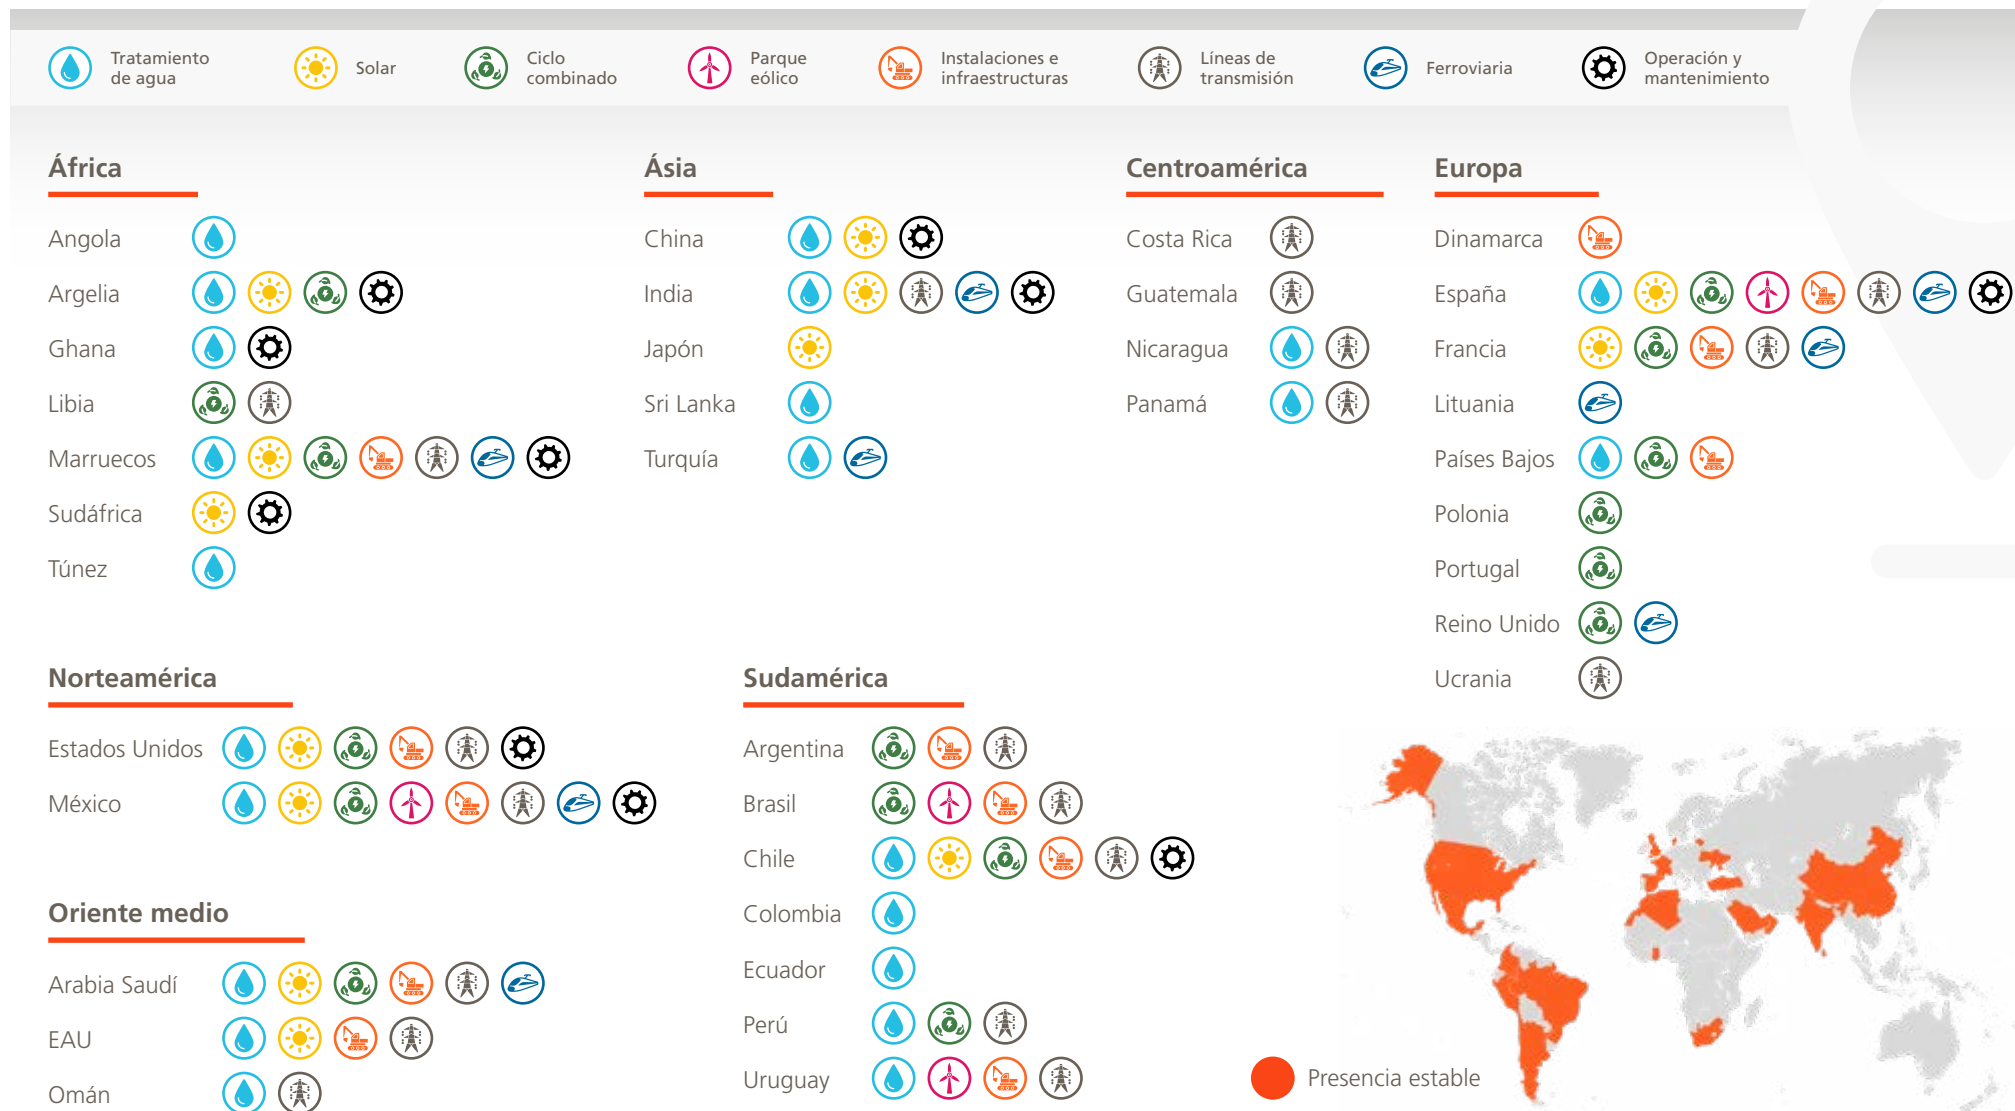 Tratamiento
de agua
Solar
Ciclo
combinado
Parque
eólico
Instalaciones e
infraestructuras
Líneas de
transmisión
Ferroviaria
Operación y
mantenimiento
África
Angola
Argelia
Ghana
Libia
Marruecos
Sudáfrica
Túnez
Ásia
China
India
Japón
Sri Lanka
Turquía
Centroamérica
Costa Rica
Guatemala
Nicaragua
Panamá
Europa
Dinamarca
España
Francia
Lituania
Países Bajos
Polonia
Portugal
Reino Unido
Ucrania
Norteamérica
Estados Unidos
México
Oriente medio
Arabia Saudí
EAU
Omán
Sudamérica
Argentina
Brasil
Chile
Colombia
Ecuador
Perú
Uruguay
Presencia estable